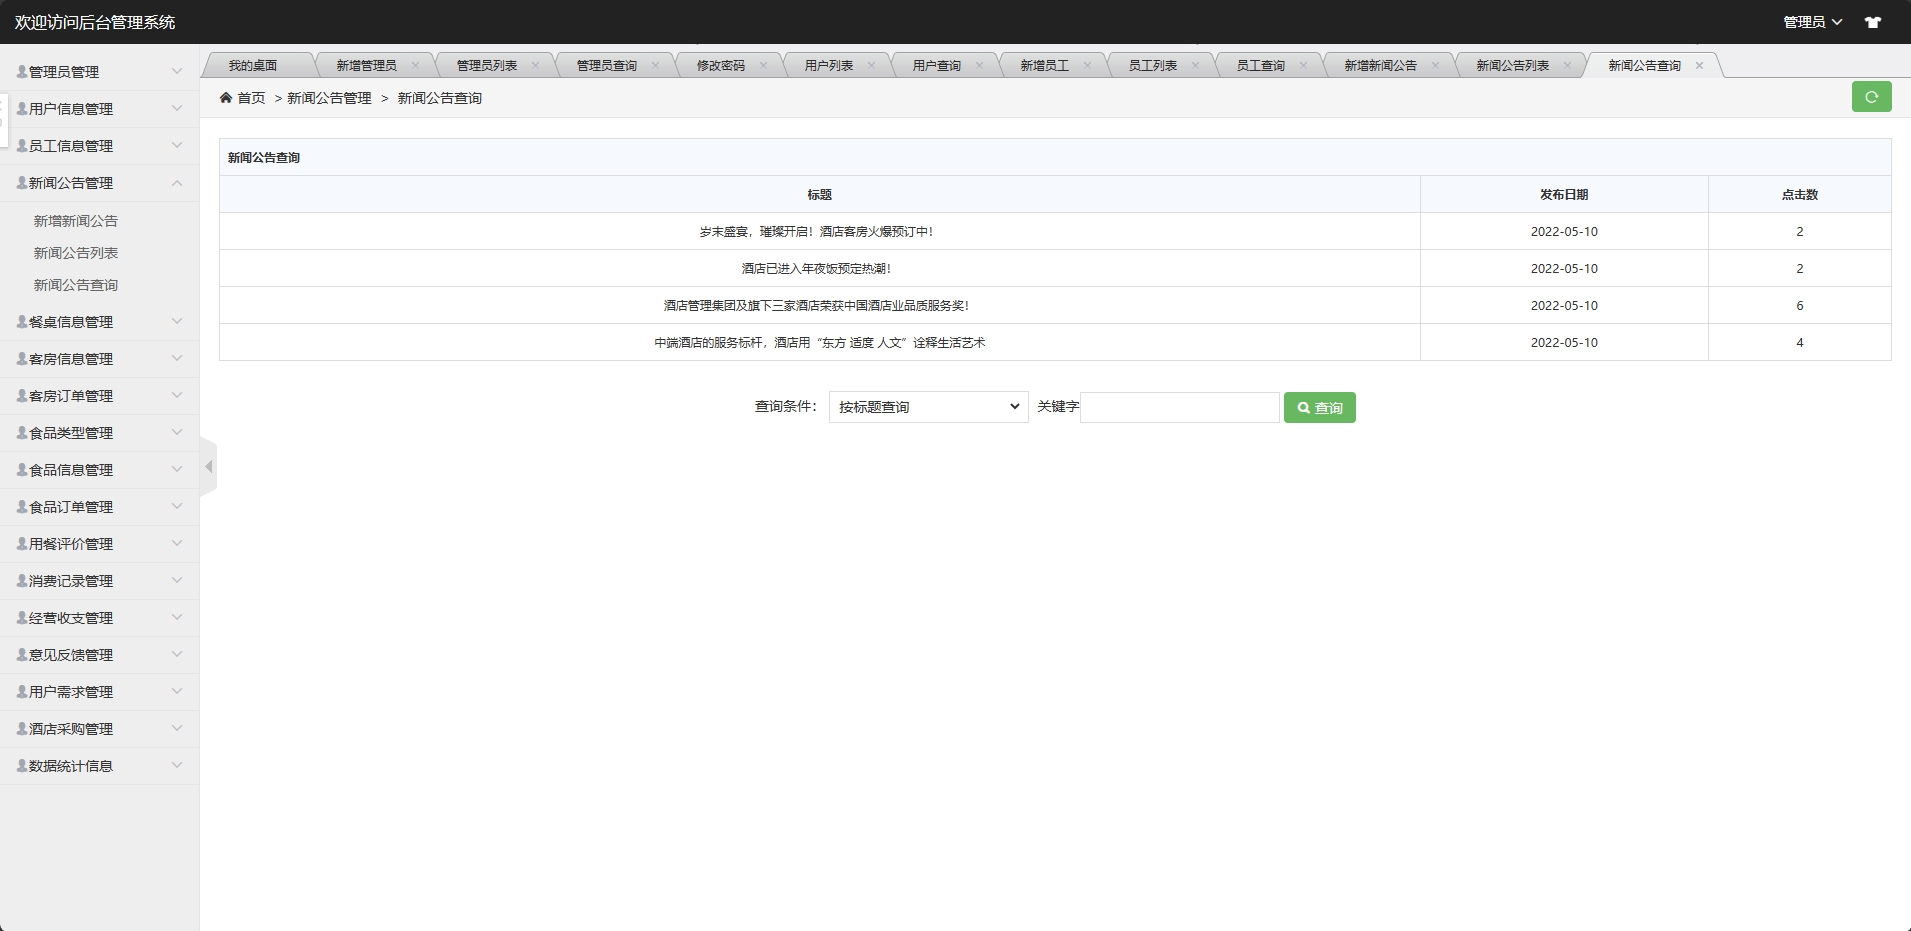 欢迎访问后台管理系统
管理员
管理员管理
用户信息管理
员工信息管理
新闻公告管理
新增新闻公告
新闻公告列表
新闻公告查询
餐桌信息管理
客房信息管理
客房订单管理
食品类型管理
食品信息管理
食品订单管理
用餐评价管理
消费记录管理
经营收支管理
意见反馈管理
用户需求管理
酒店采购管理
数据统计信息
我的桌面 新增管理员 管理员列表 管理员查询 修改密码 用户列表 用户查询 新增员工 员工列表 员工查询 新增新闻公告 新闻公告列表 新闻公告查询
首页 > 新闻公告管理 > 新闻公告查询
新闻公告查询
标题 发布日期 点击数
岁末盛宴，璀璨开启！酒店客房火爆预订中！ 2022-05-10 2
酒店已进入年夜饭预定热潮！ 2022-05-10 2
酒店管理集团及旗下三家酒店荣获中国酒店业品质服务奖！ 2022-05-10 6
中端酒店的服务标杆，酒店用“东方 适度 人文”诠释生活艺术 2022-05-10 4
查询条件： 按标题查询 关键字 查询